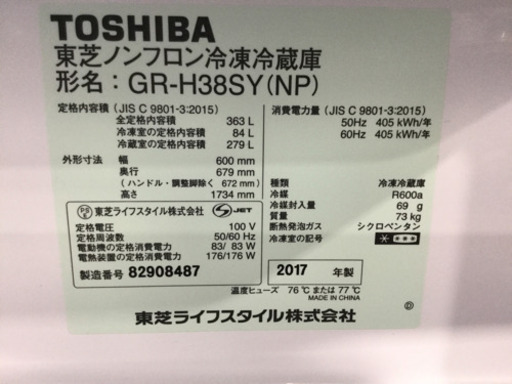 TOSHIBA
東芝ノンフロン冷凍冷蔵庫
形名：GR-H38SY(NP)
定格内容積 (JIS C 9801-3:2015)
全定格内容積 363 L
冷凍室の定格内容積 84 L
冷蔵室の定格内容積 279 L
外形寸法 幅 600 mm
奥行 679 mm
(ハンドル・調整脚除く 672 mm)
高さ 1734 mm
消費電力量 (JIS C 9801-3:2015)
50Hz 405 kWh/年
60Hz 405 kWh/年
種類 冷凍冷蔵庫
冷媒 R600a
冷媒封入量 69 g
質量 73 kg
断熱発泡ガス シクロペンタン
冷凍室の記号
PSE 東芝ライフスタイル株式会社 JET
定格電圧 100 V
定格周波数 50/60 Hz
電動機の定格消費電力 83/ 83 W
電熱装置の定格消費電力 176/176 W
製造番号 82908487
2017 年製
温度ヒューズ 76℃ または 77℃
MADE IN CHINA
東芝ライフスタイル株式会社